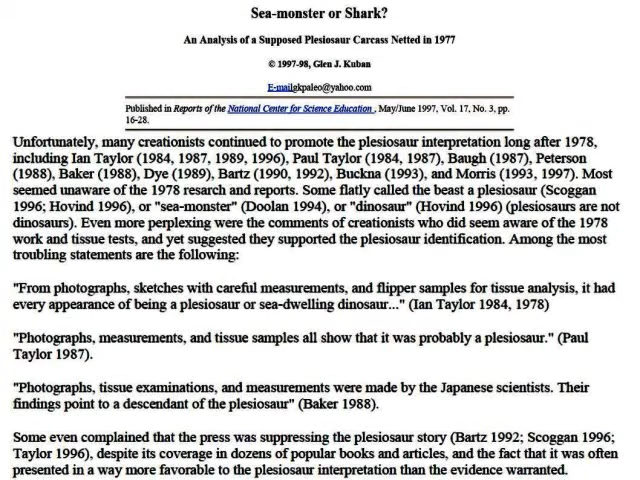 Sea-monster or Shark?
An Analysis of a Supposed Plesiosaur Carcass Netted in 1977
© 1997-98, Glen J. Kuban
E-mailgkpaleo@yahoo.com
Published in Reports of the National Center for Science Education , May/June 1997, Vol. 17, No. 3, pp.
16-28.
Unfortunately, many creationists continued to promote the plesiosaur interpretation long after 1978,
including Ian Taylor (1984, 1987, 1989, 1996), Paul Taylor (1984, 1987), Baugh (1987), Peterson
(1988), Baker (1988), Dye (1989), Bartz (1990, 1992), Buckna (1993), and Morris (1993, 1997). Most
seemed unaware of the 1978 resarch and reports. Some flatly called the beast a plesiosaur (Scoggan
1996; Hovind 1996), or "sea-monster" (Doolan 1994), or "dinosaur" (Hovind 1996) (plesiosaurs are not
dinosaurs). Even more perplexing were the comments of creationists who did seem aware of the 1978
work and tissue tests, and yet suggested they supported the plesiosaur identification. Among the most
troubling statements are the following:
"From photographs, sketches with careful measurements, and flipper samples for tissue analysis, it had
every appearance of being a plesiosaur or sea-dwelling dinosaur..." (Ian Taylor 1984, 1978)
"Photographs, measurements, and tissue samples all show that it was probably a plesiosaur." (Paul
Taylor 1987).
"Photographs, tissue examinations, and measurements were made by the Japanese scientists. Their
findings point to a descendant of the plesiosaur" (Baker 1988).
Some even complained that the press was suppressing the plesiosaur story (Bartz 1992; Scoggan 1996;
Taylor 1996), despite its coverage in dozens of popular books and articles, and the fact that it was often
presented in a way more favorable to the plesiosaur interpretation than the evidence warranted.